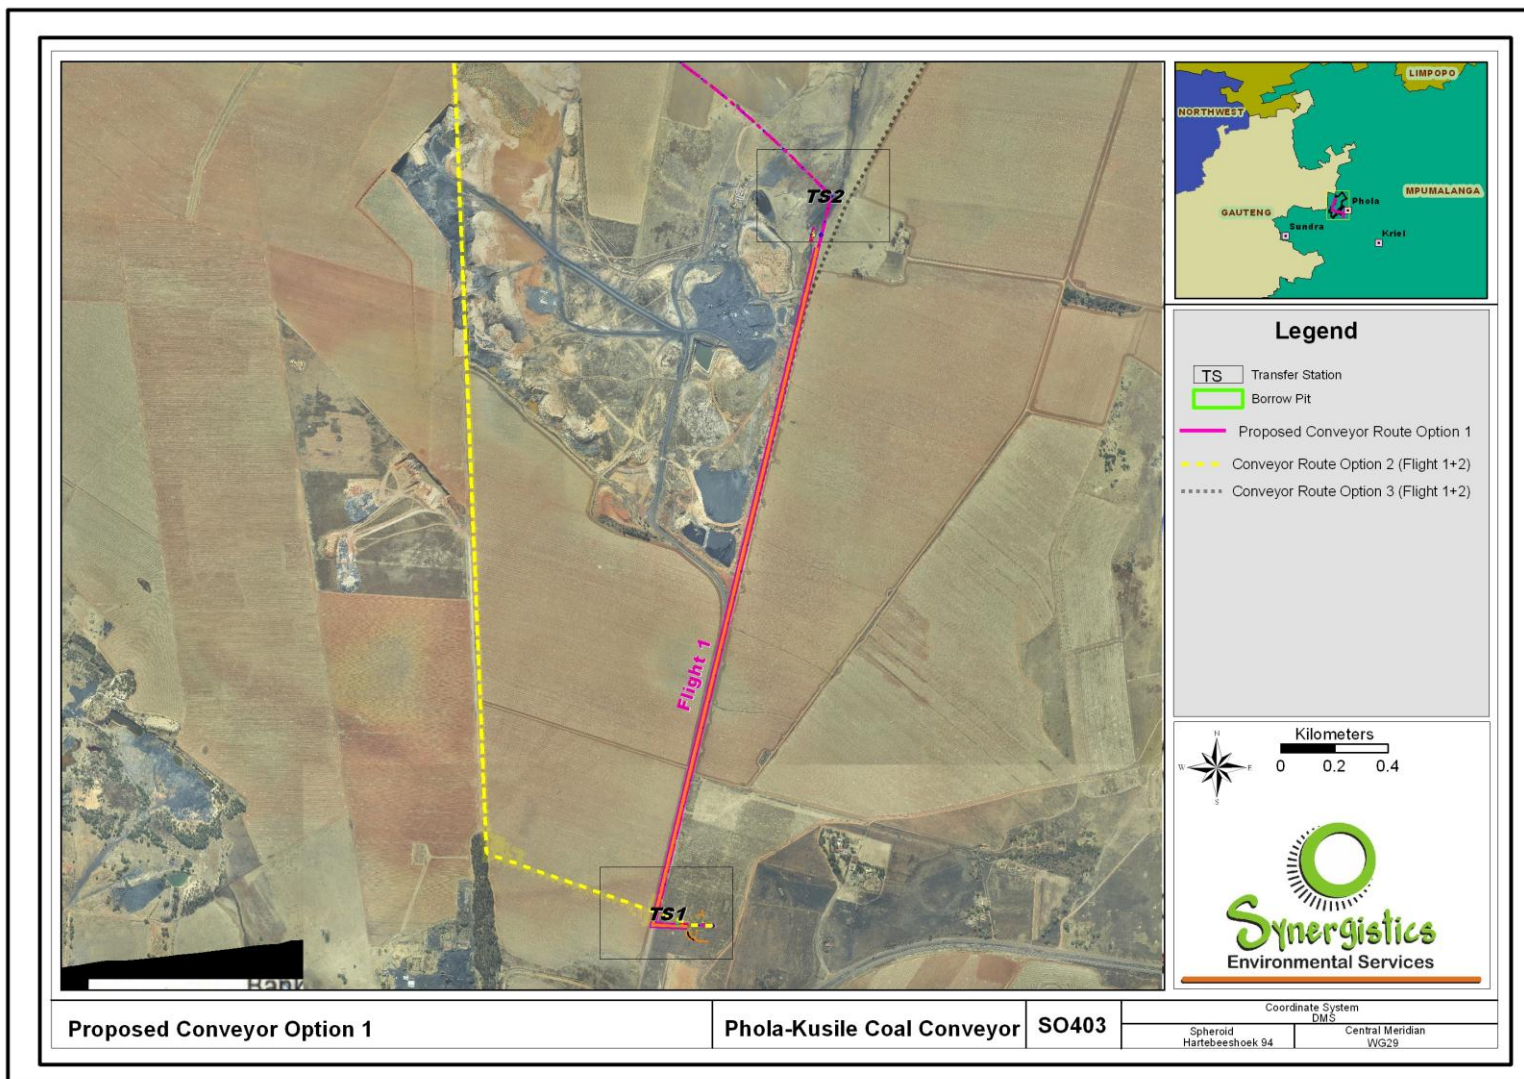 TS2
Flight 1
TS1
Bank
LIMPOPO
NORTHWEST
MPUMALANGA
Phola
GAUTENG
Sundra
Kriel
Legend
TS Transfer Station
Borrow Pit
Proposed Conveyor Route Option 1
Conveyor Route Option 2 (Flight 1+2)
Conveyor Route Option 3 (Flight 1+2)
N
W E
S
Kilometers
0 0.2 0.4
Synergistics
Environmental Services
Proposed Conveyor Option 1
Phola-Kusile Coal Conveyor
SO403
Coordinate System
DMS
Spheroid
Hartebeeshoek 94
Central Meridian
WG29